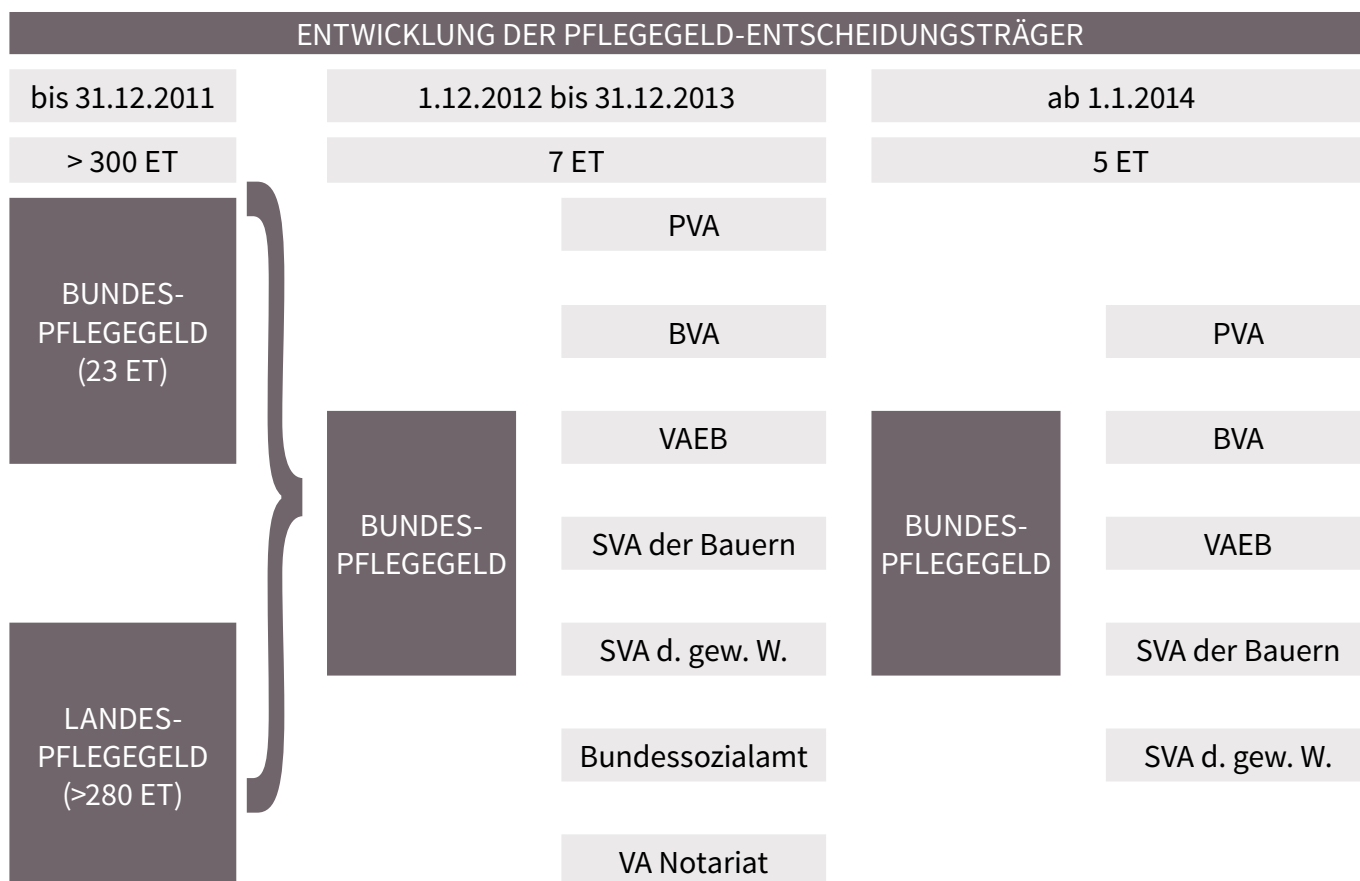 ENTWICKLUNG DER PFLEGEGELD-ENTSCHEIDUNGSTRÄGER
bis 31.12.2011
1.12.2012 bis 31.12.2013
ab 1.1.2014
> 300 ET
7 ET
5 ET
BUNDES-
PFLEGEGELD
(23 ET)
LANDES-
PFLEGEGELD
(>280 ET)
BUNDES-
PFLEGEGELD
PVA
BVA
VAEB
SVA der Bauern
SVA d. gew. W.
Bundessozialamt
VA Notariat
BUNDES-
PFLEGEGELD
PVA
BVA
VAEB
SVA der Bauern
SVA d. gew. W.